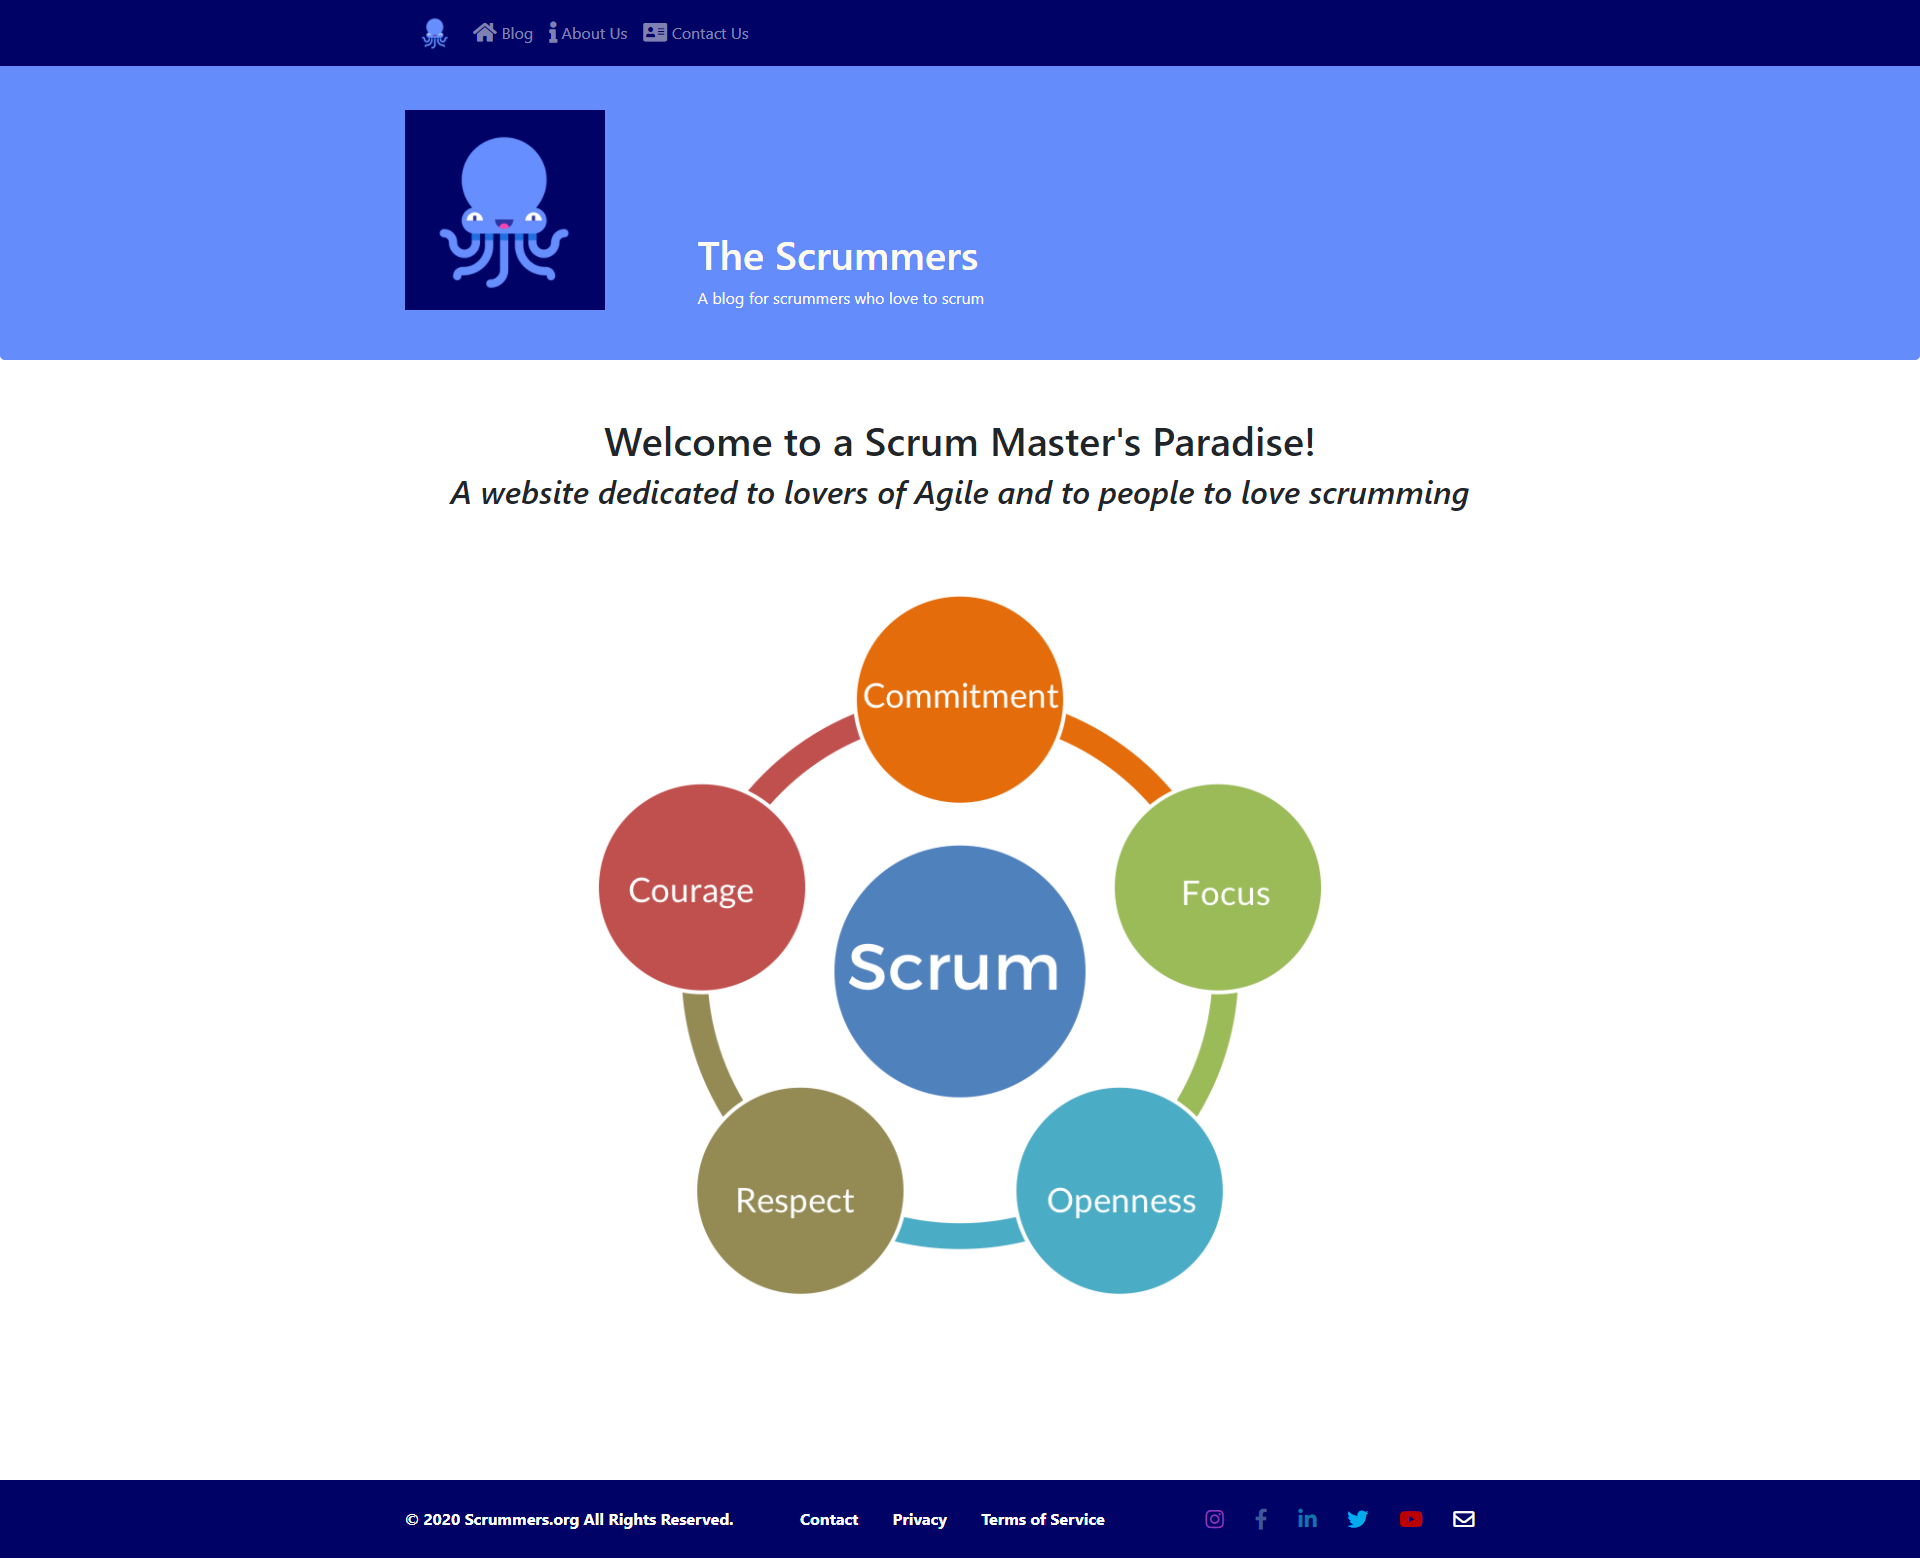 Blog About Us Contact Us
The Scrummers
A blog for scrummers who love to scrum
Welcome to a Scrum Master's Paradise!
A website dedicated to lovers of Agile and to people to love scrumming
Commitment
Courage
Focus
Scrum
Respect
Openness
© 2020 Scrummers.org All Rights Reserved. Contact Privacy Terms of Service